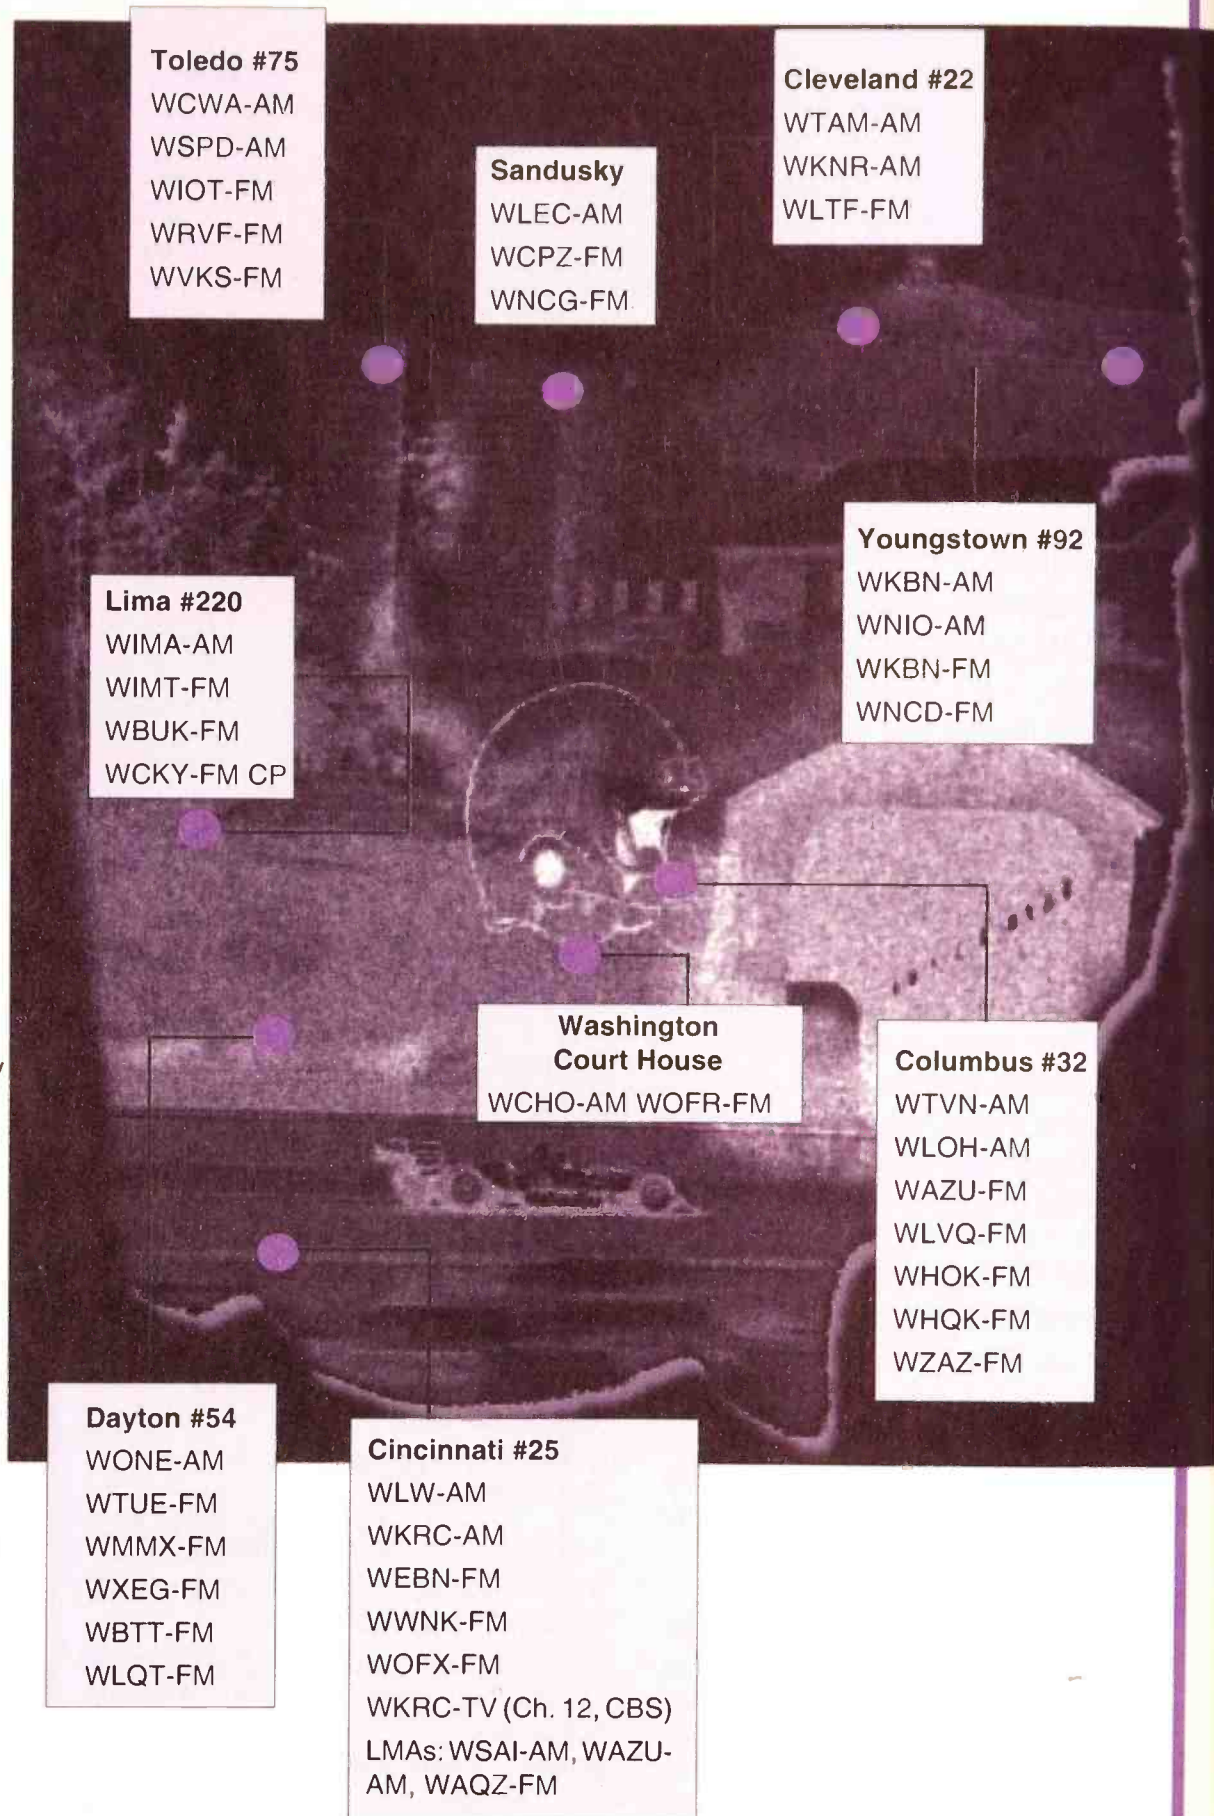 Toledo #75
WCWA-AM
WSPD-AM
WIOT-FM
WRVF-FM
WVKS-FM
Sandusky
WLEC-AM
WCPZ-FM
WNCG-FM
Cleveland #22
WTAM-AM
WKNR-AM
WLTF-FM
Youngstown #92
WKBN-AM
WNIO-AM
WKBN-FM
WNCD-FM
Lima #220
WIMA-AM
WIMT-FM
WBUK-FM
WCKY-FM CP
Washington
Court House
WCHO-AM WOFR-FM
Columbus #32
WTVN-AM
WLOH-AM
WAZU-FM
WLVQ-FM
WHOK-FM
WHQK-FM
WZAZ-FM
Dayton #54
WONE-AM
WTUE-FM
WMMX-FM
WXEG-FM
WBTT-FM
WLQT-FM
Cincinnati #25
WLW-AM
WKRC-AM
WEBN-FM
WWNK-FM
WOFX-FM
WKRC-TV (Ch. 12, CBS)
LMAs: WSAI-AM, WAZU-
AM, WAQZ-FM